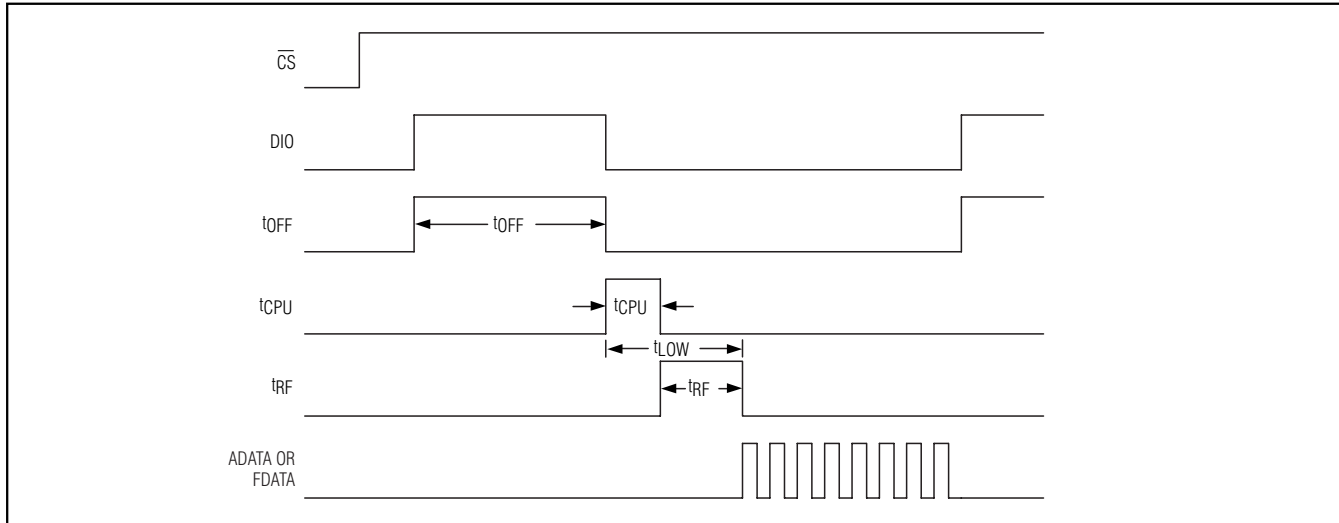 CS
DIO
tOFF
tOFF
tCPU
tCPU
tLOW
tRF
tRF
ADATA OR
FDATA